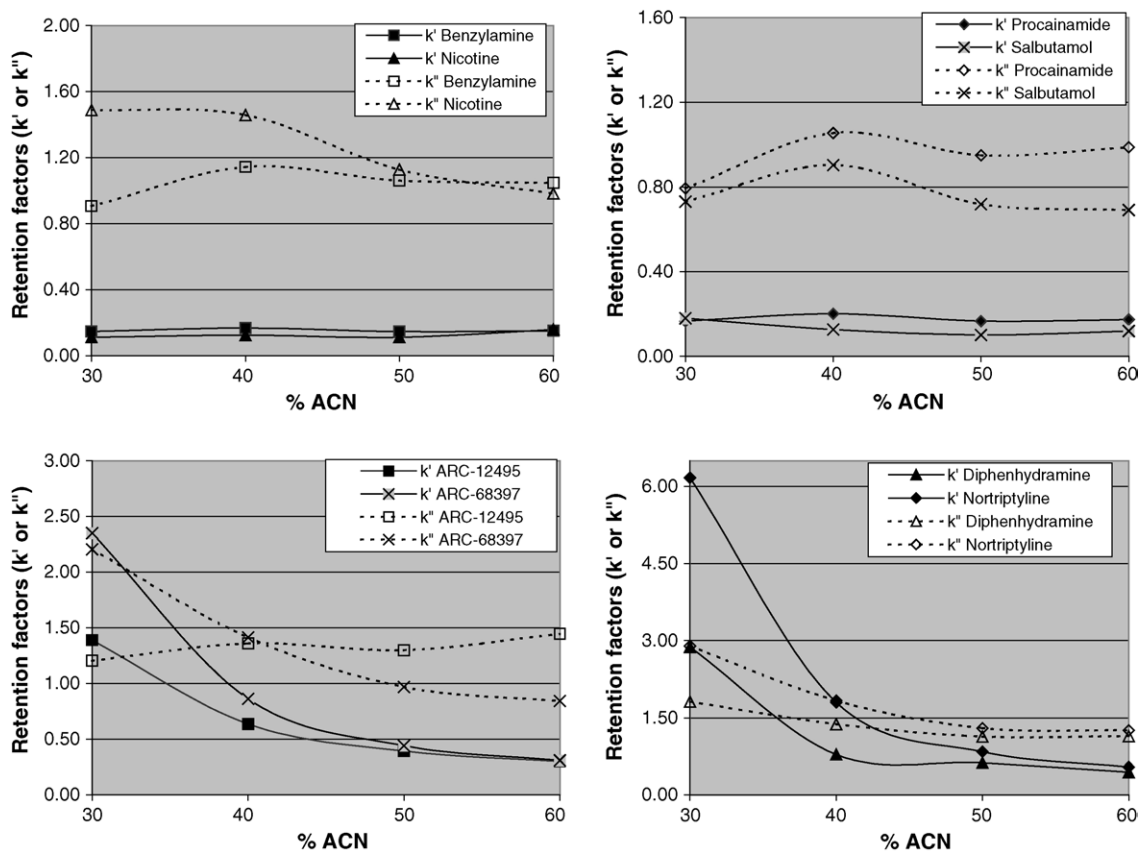 Retention factors (k' or k")
2.00
1.60
1.20
0.80
0.40
0.00
k' Benzylamine
k' Nicotine
k" Benzylamine
k" Nicotine
30 40 50 60
% ACN
Retention factors (k' or k")
1.60
1.20
0.80
0.40
0.00
k' Procainamide
k' Salbutamol
k" Procainamide
k" Salbutamol
30 40 50 60
% ACN
Retention factors (k' or k")
3.00
2.50
2.00
1.50
1.00
0.50
0.00
k' ARC-12495
k' ARC-68397
k" ARC-12495
k" ARC-68397
30 40 50 60
% ACN
Retention factors (k' or k")
6.00
4.50
3.00
1.50
0.00
k' Diphenhydramine
k' Nortriptyline
k" Diphenhydramine
k" Nortriptyline
30 40 50 60
% ACN